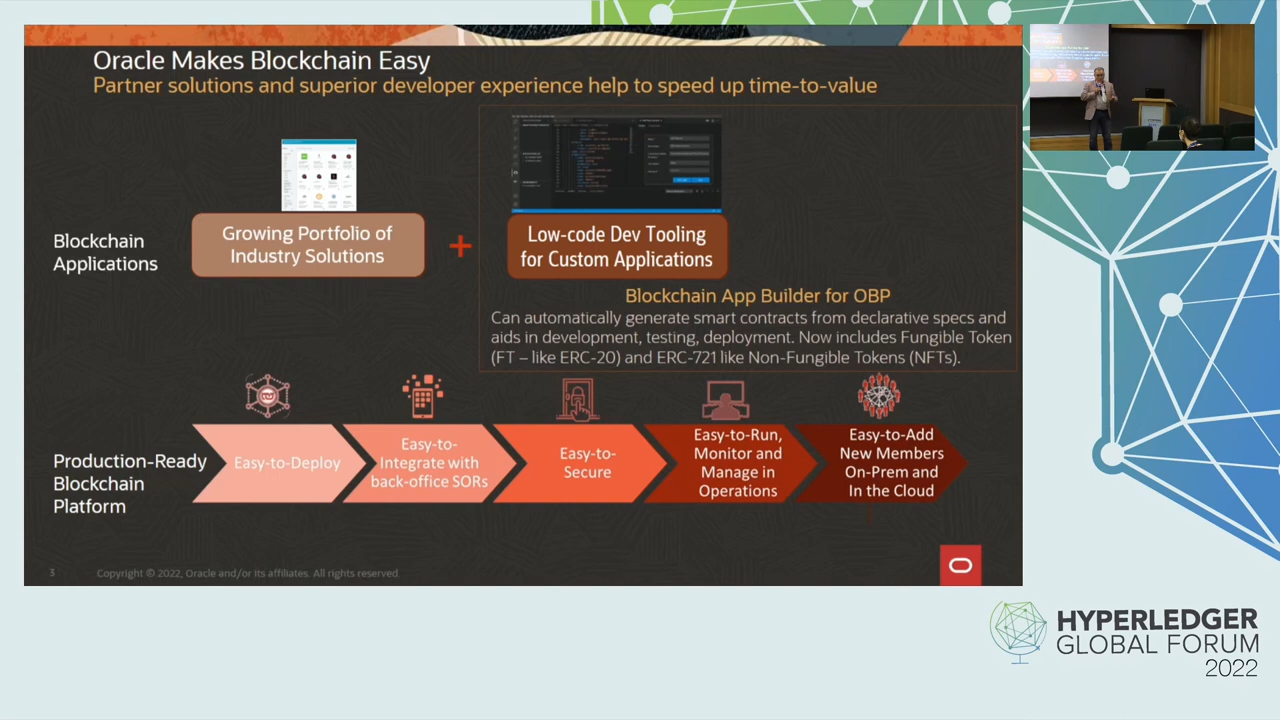 Oracle Makes Blockchain Easy
Partner solutions and superior developer experience help to speed up time-to-value
Blockchain
Applications
Growing Portfolio of
Industry Solutions
+
Low-code Dev Tooling
for Custom Applications
Blockchain App Builder for OBP
Can automatically generate smart contracts from declarative specs and
aids in development, testing, deployment. Now includes Fungible Token
(FT – like ERC-20) and ERC-721 like Non-Fungible Tokens (NFTs).
Production-Ready
Blockchain
Platform
Easy-to-Deploy
Easy-to-
Integrate with
back-office SORs
Easy-to-
Secure
Easy-to-Run,
Monitor and
Manage in
Operations
Easy-to-Add
New Members
On-Prem and
In the Cloud
3
Copyright © 2022, Oracle and/or its affiliates. All rights reserved.
HYPERLEDGER
GLOBAL FORUM
2022